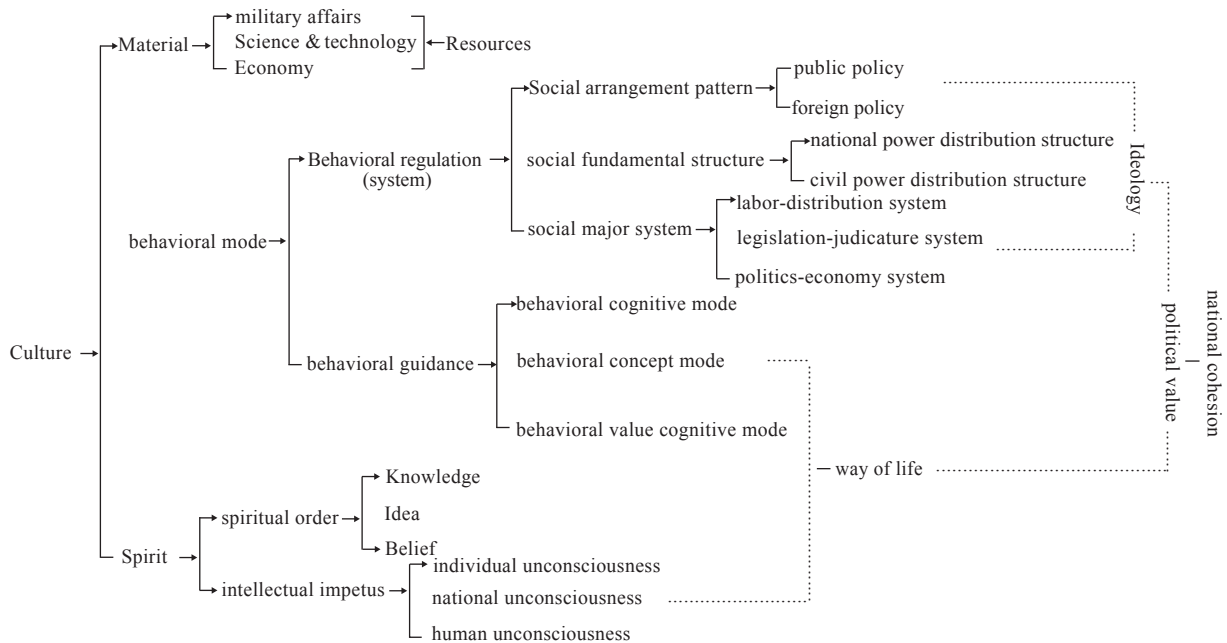 military affairs
Material
Science & technology
Resources
Economy
public policy
Social arrangement pattern
foreign policy
national power distribution structure
Behavioral regulation
(system)
social fundamental structure
civil power distribution structure
Ideology
labor-distribution system
social major system
legislation-judicature system
behavioral mode
politics-economy system
behavioral cognitive mode
Culture
behavioral guidance
behavioral concept mode
political value
national cohesion
behavioral value cognitive mode
way of life
Knowledge
spiritual order
Idea
Spirit
Belief
individual unconsciousness
intellectual impetus
national unconsciousness
human unconsciousness